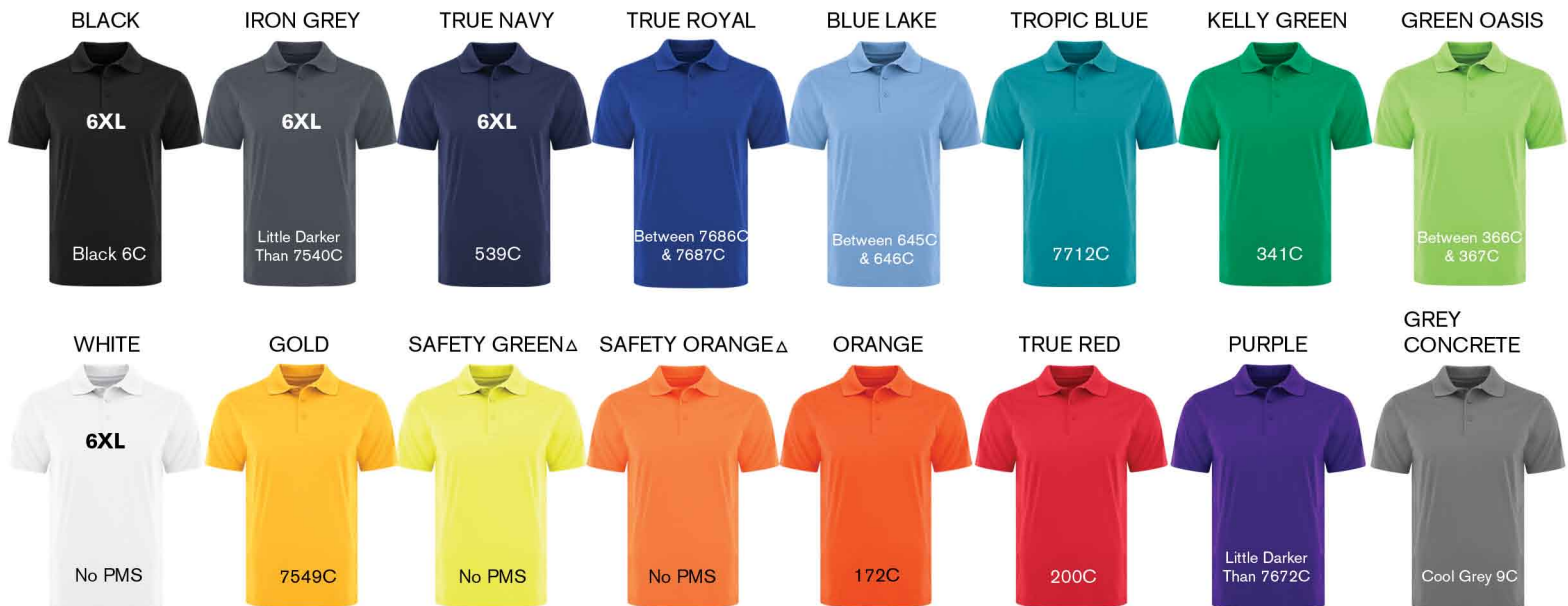 BLACK
IRON GREY
TRUE NAVY
TRUE ROYAL
BLUE LAKE
TROPIC BLUE
KELLY GREEN
GREEN OASIS
6XL
6XL
6XL
Black 6C
Little Darker
Than 7540C
539C
Between 7686C
& 7687C
Between 645C
& 646C
7712C
341C
Between 366C
& 367C
WHITE
GOLD
SAFETY GREEN△
SAFETY ORANGE△
ORANGE
TRUE RED
PURPLE
GREY
CONCRETE
6XL
No PMS
7549C
No PMS
No PMS
172C
200C
Little Darker
Than 7672C
Cool Grey 9C